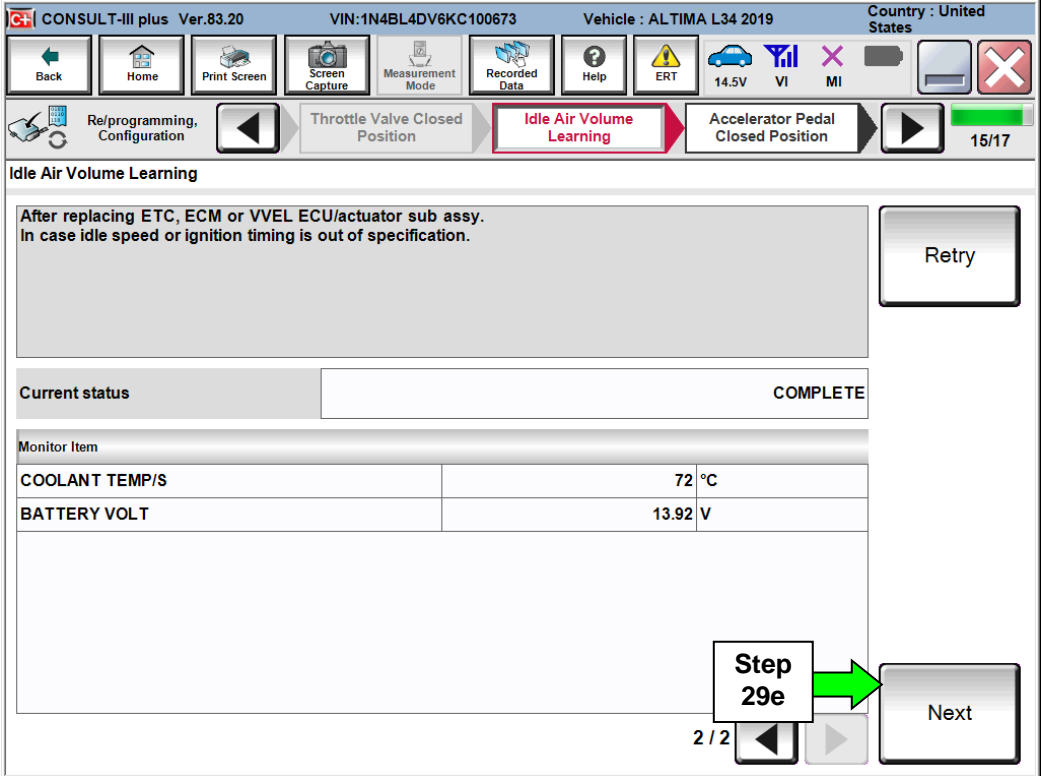 C+ CONSULT-III plus Ver.83.20 VIN:1N4BL4DV6KC100673 Vehicle : ALTIMA L34 2019 Country : United
States
Back
Home
Print Screen
Screen
Capture
Measurement
Mode
Recorded
Data
Help
ERT
14.5V
VI
MI
Re/programming,
Configuration
Throttle Valve Closed
Position
Idle Air Volume
Learning
Accelerator Pedal
Closed Position
15/17
Idle Air Volume Learning
After replacing ETC, ECM or VVEL ECU/actuator sub assy.
In case idle speed or ignition timing is out of specification.
Retry
Current status COMPLETE
Monitor Item
COOLANT TEMP/S 72 °C
BATTERY VOLT 13.92 V
Step
29e
Next
2 / 2